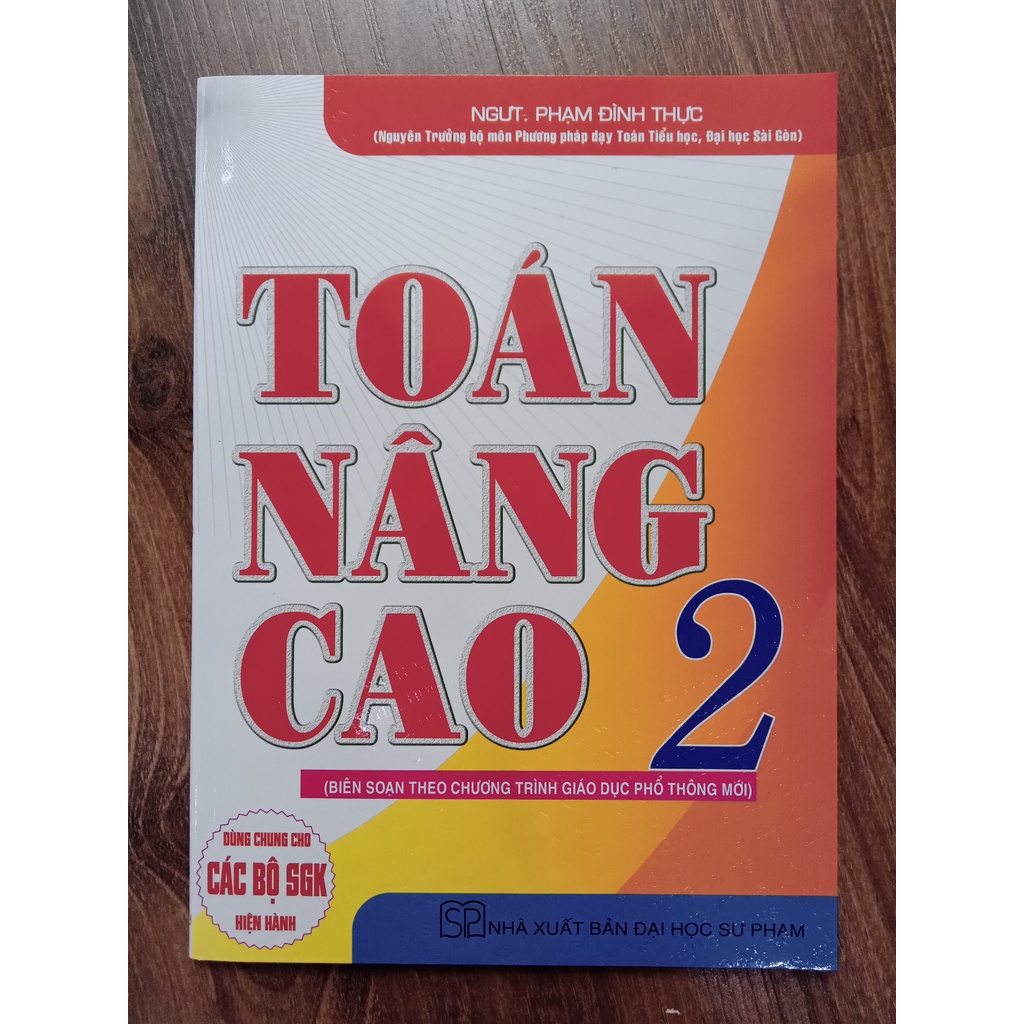 NGƯT. PHẠM ĐÌNH THỰC
(Nguyên Trưởng bộ môn Phương pháp dạy Toán Tiểu học, Đại học Sài Gòn)
TOÁN
NÂNG
CAO 2
(BIÊN SOẠN THEO CHƯƠNG TRÌNH GIÁO DỤC PHỔ THÔNG MỚI)
DÙNG CHUNG CHO
CÁC BỘ SGK
HIỆN HÀNH
SP NHÀ XUẤT BẢN ĐẠI HỌC SƯ PHẠM